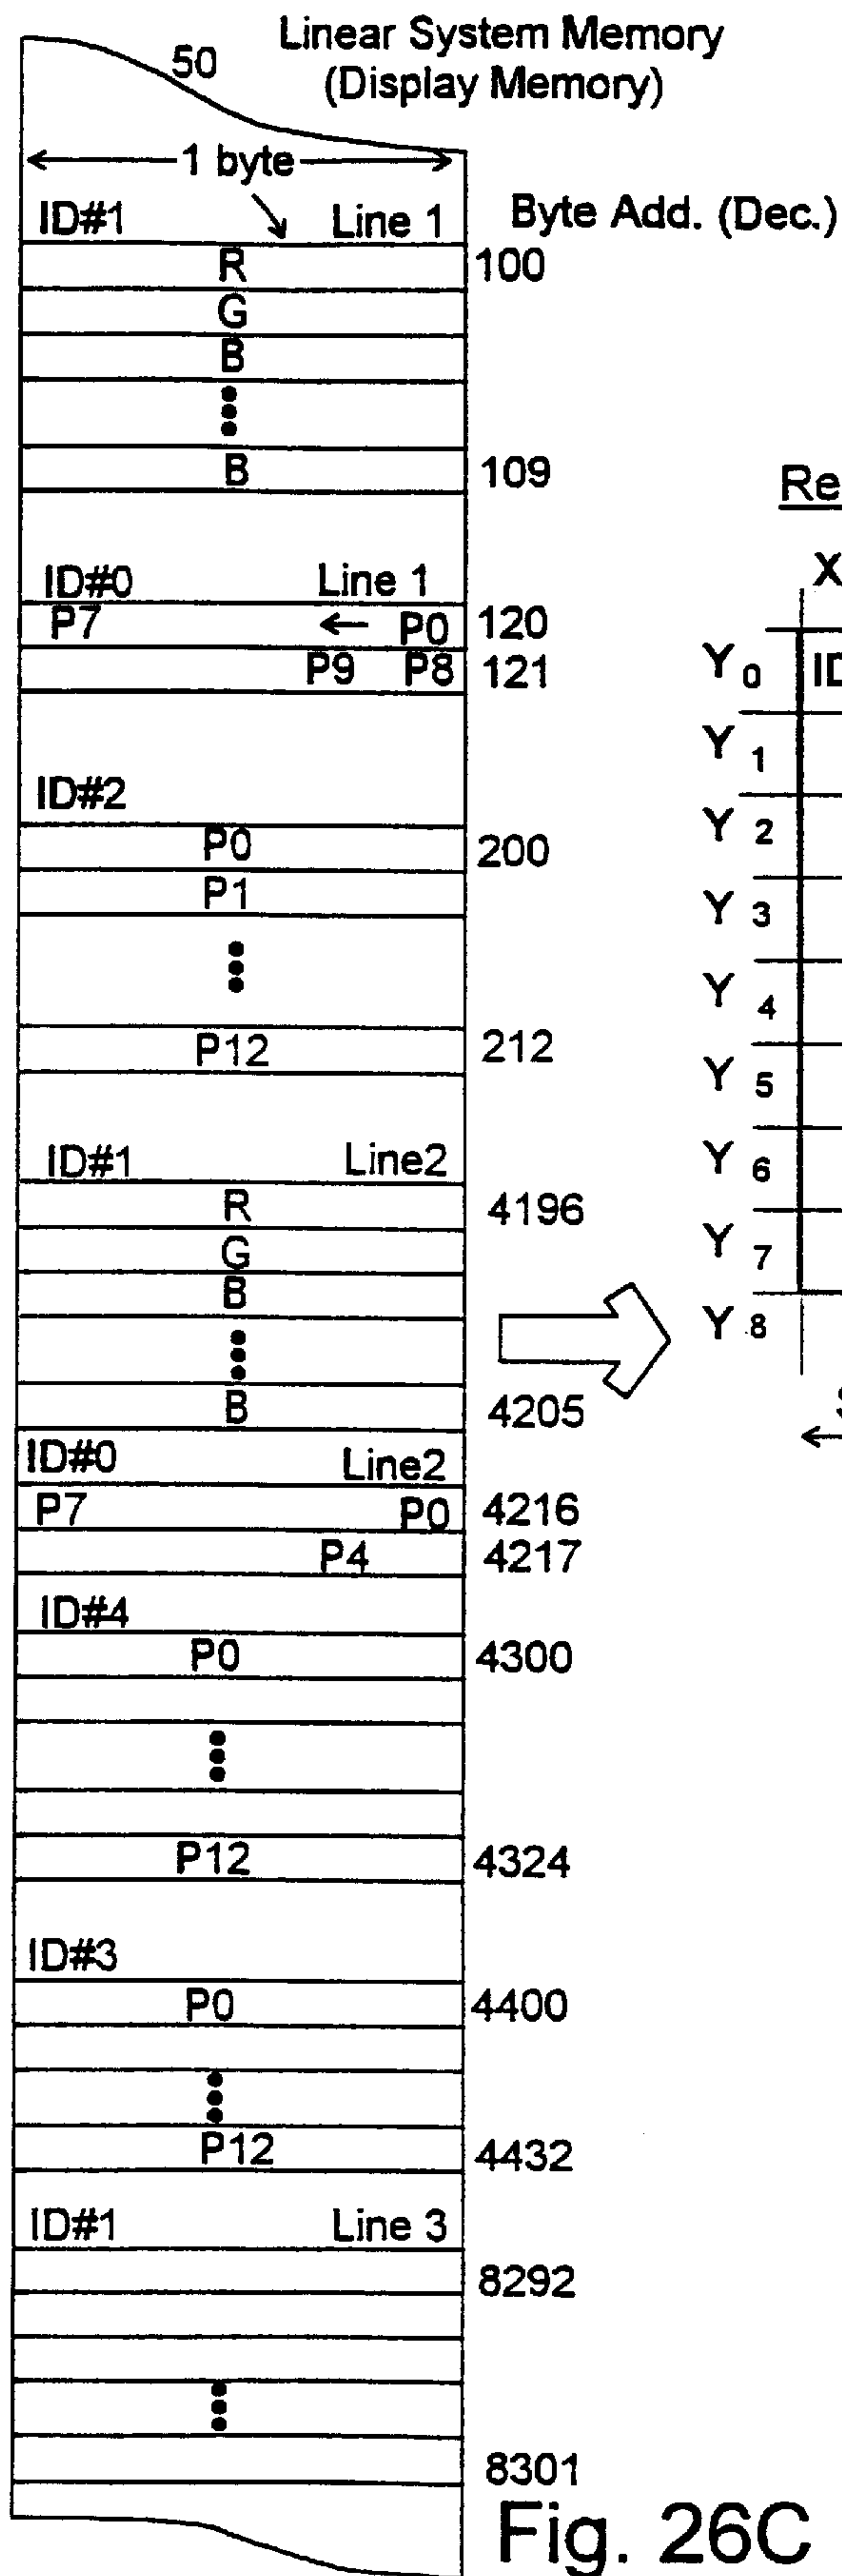 Linear System Memory
(Display Memory)
50
1 byte
Byte Add. (Dec.)
ID#1 Line 1
R 100
G
B
B 109
ID#0 Line 1
P7 ← P0 120
P9 P8 121
ID#2
P0 200
P1
P12 212
ID#1 Line2
R 4196
G
B
B 4205
ID#0 Line2
P7 P0 4216
P4 4217
ID#4
P0 4300
P12 4324
ID#3
P0 4400
P12 4432
ID#1 Line 3
8292
8301
Re
X
Y0 ID
Y1
Y2
Y3
Y4
Y5
Y6
Y7
Y8
Fig. 26C